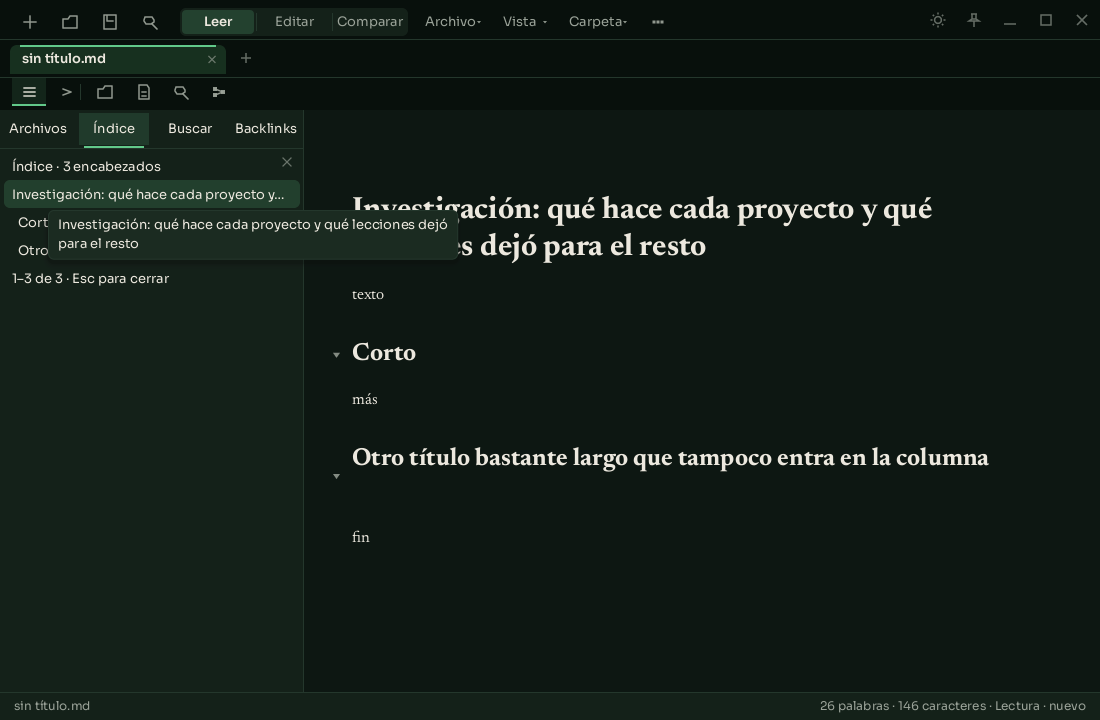 Leer Editar Comparar Archivo Vista Carpeta
sin título.md
Archivos Índice Buscar Backlinks
Índice · 3 encabezados
Investigación: qué hace cada proyecto y...
Cort
Otro
Investigación: qué hace cada proyecto y qué lecciones dejó
para el resto
1–3 de 3 · Esc para cerrar
Investigación: qué hace cada proyecto y qué
es dejó para el resto
texto
Corto
más
Otro título bastante largo que tampoco entra en la columna
fin
sin título.md
26 palabras · 146 caracteres · Lectura · nuevo